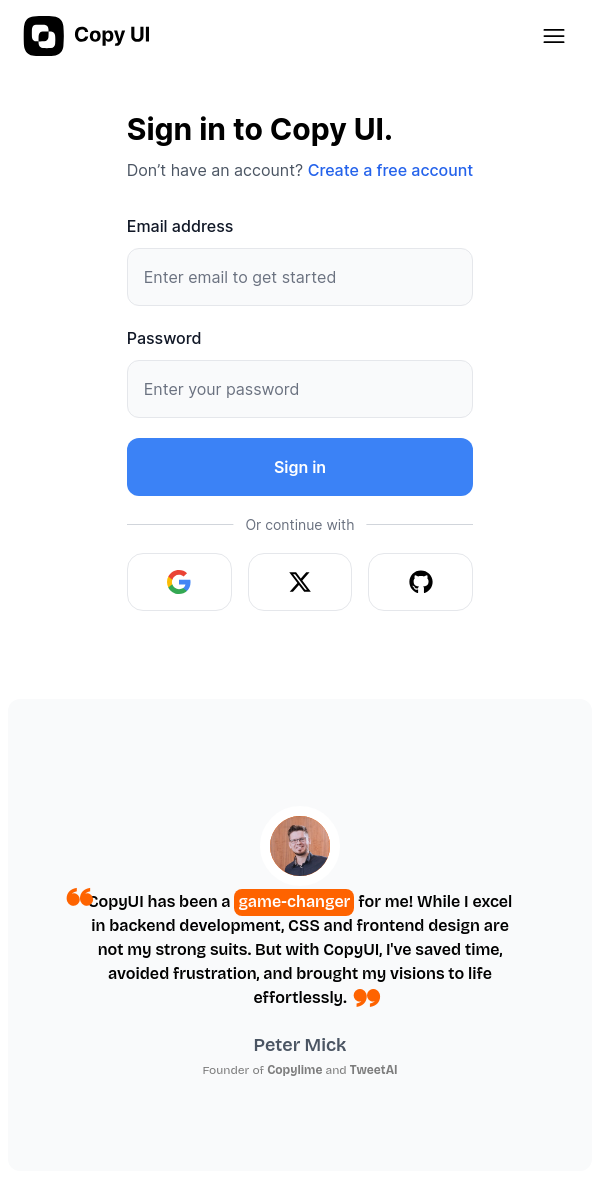 Copy UI
Sign in to Copy UI.
Don’t have an account? Create a free account
Email address
Enter email to get started
Password
Enter your password
Sign in
Or continue with
CopyUI has been a game-changer for me! While I excel
in backend development, CSS and frontend design are
not my strong suits. But with CopyUI, I've saved time,
avoided frustration, and brought my visions to life
effortlessly.
Peter Mick
Founder of Copylime and TweetAI